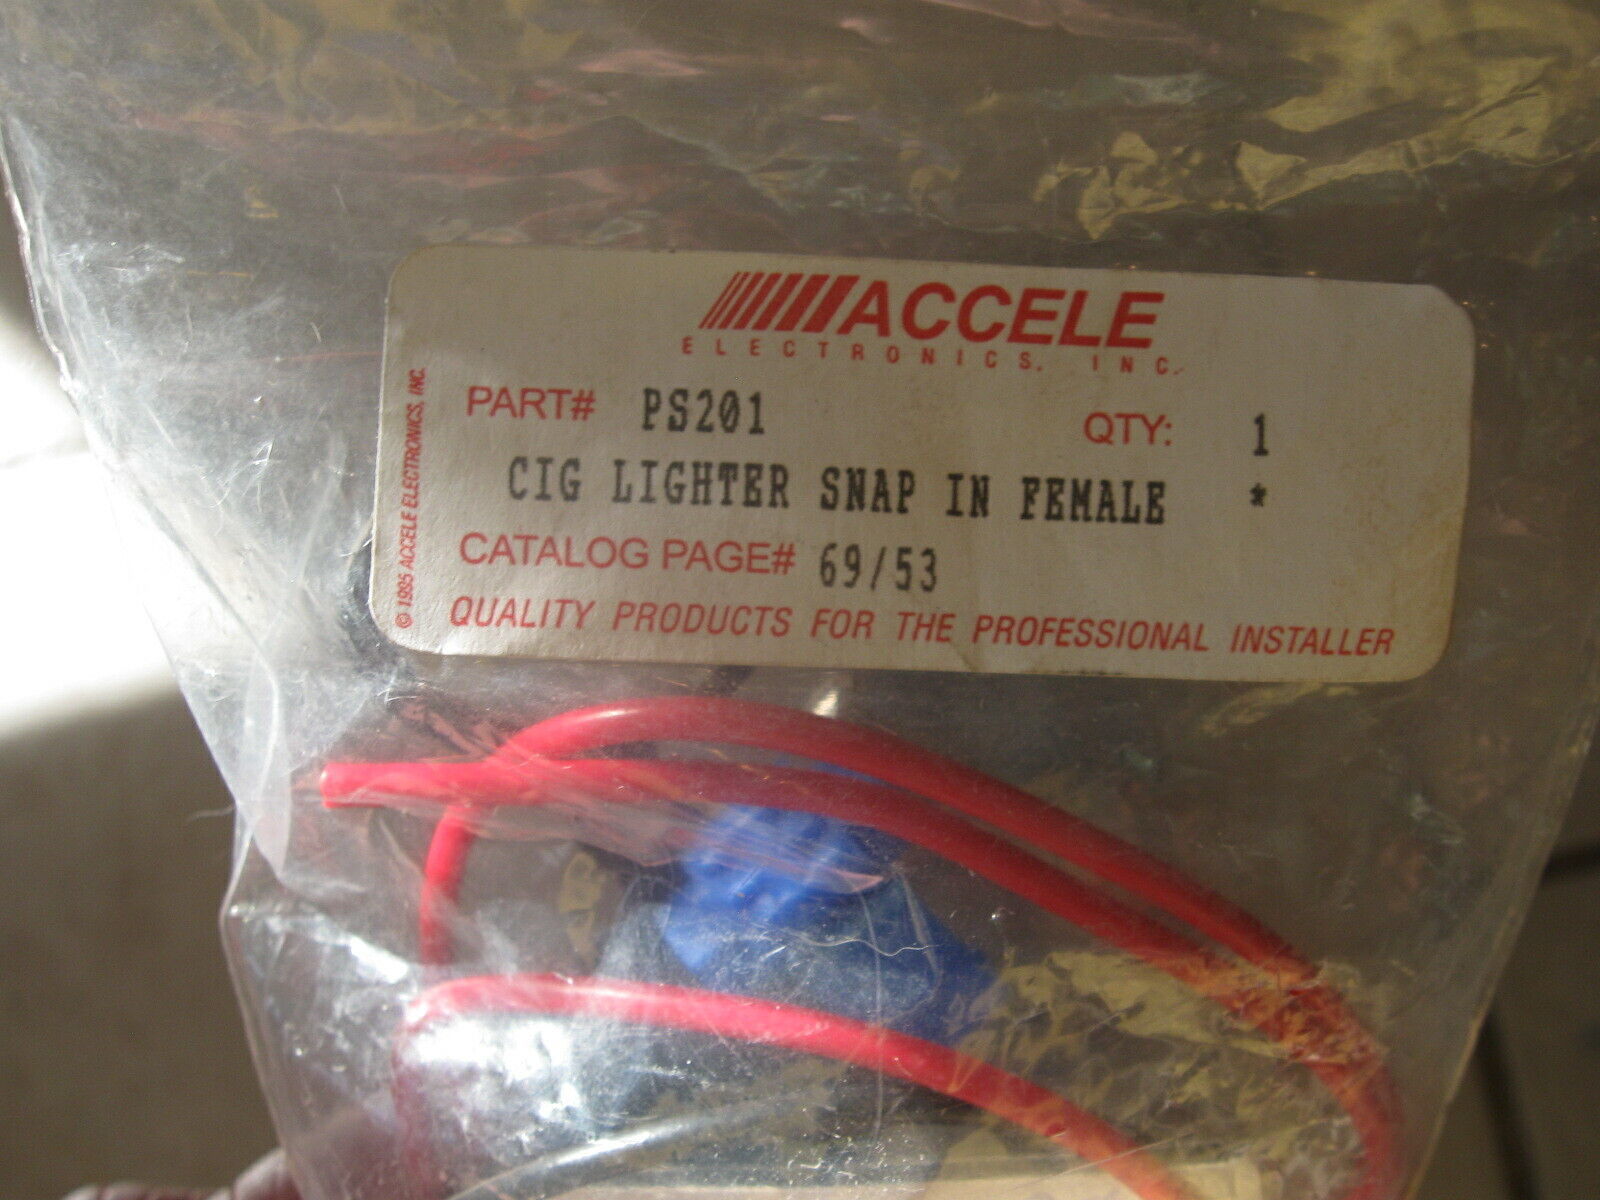 ACCELE
ELECTRONICS, INC.
PART# PS201 QTY: 1
CIG LIGHTER SNAP IN FEMALE *
CATALOG PAGE# 69/53
QUALITY PRODUCTS FOR THE PROFESSIONAL INSTALLER
© 1995 ACCELE ELECTRONICS, INC.